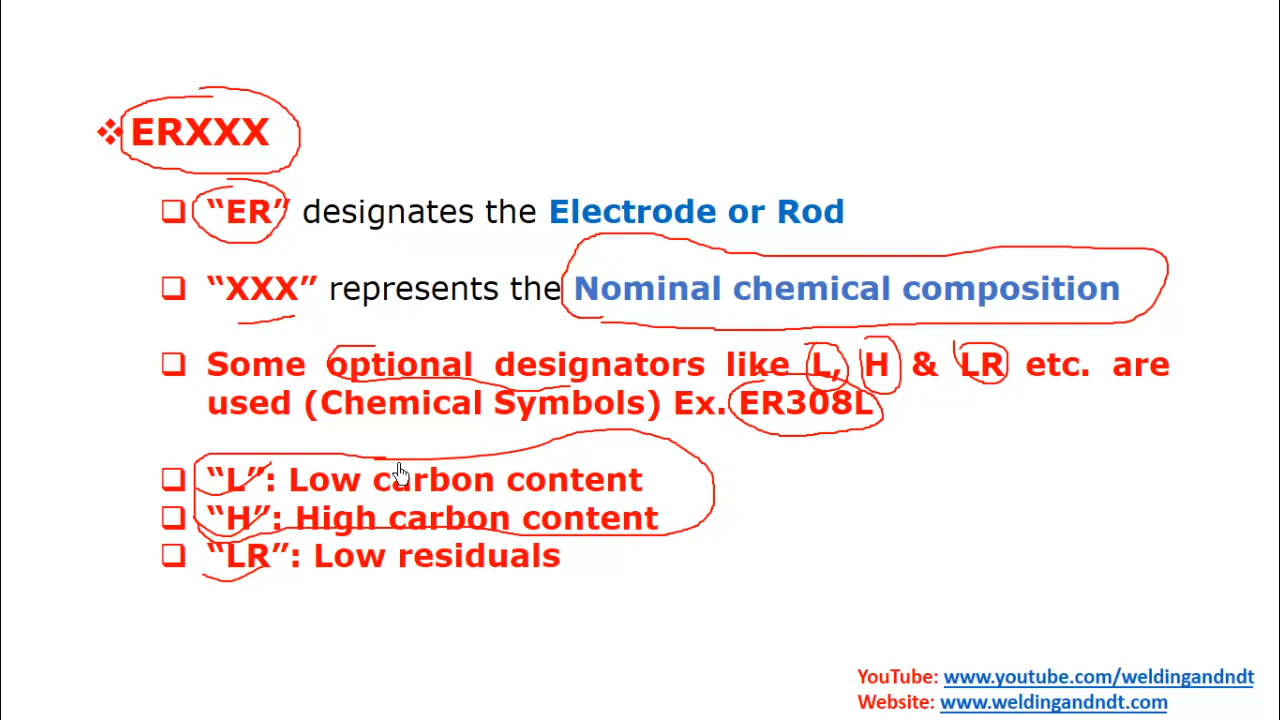 ERXXX
“ER” designates the Electrode or Rod
“XXX” represents the Nominal chemical composition
Some optional designators like L, H & LR etc. are
used (Chemical Symbols) Ex. ER308L
“L”: Low carbon content
“H”: High carbon content
“LR”: Low residuals
YouTube: www.youtube.com/weldingandndt
Website: www.weldingandndt.com